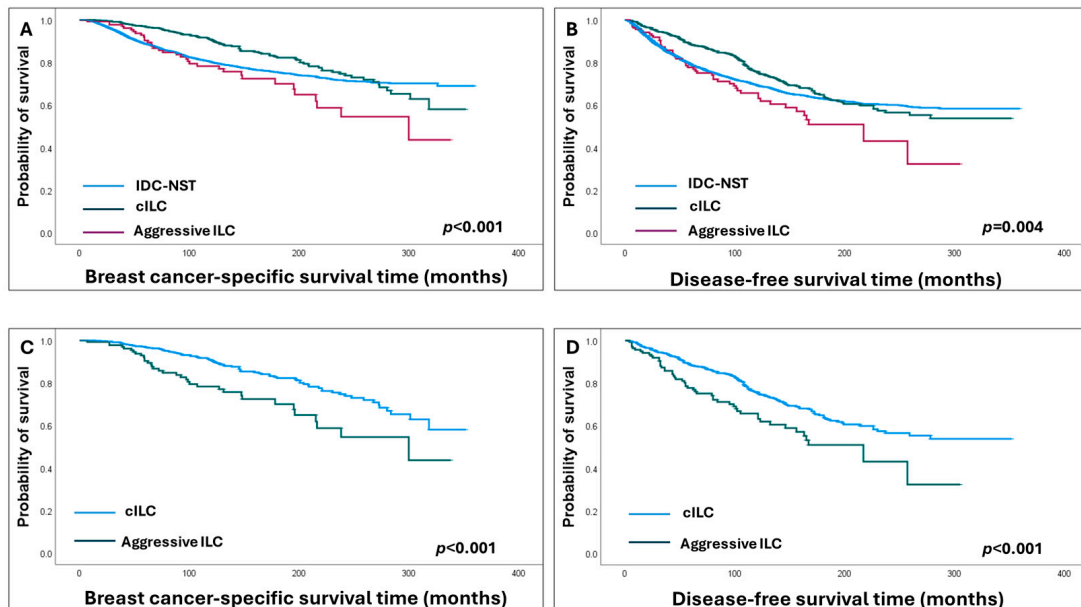 A
Probability of survival
1.0
0.8
0.6
0.4
0.2
0.0
IDC-NST
cILC
Aggressive ILC
p<0.001
0 100 200 300 400
Breast cancer-specific survival time (months)
B
Probability of survival
1.0
0.8
0.6
0.4
0.2
0.0
IDC-NST
cILC
Aggressive ILC
p=0.004
0 100 200 300 400
Disease-free survival time (months)
C
Probability of survival
1.0
0.8
0.6
0.4
0.2
0.0
cILC
Aggressive ILC
p<0.001
0 100 200 300 400
Breast cancer-specific survival time (months)
D
Probability of survival
1.0
0.8
0.6
0.4
0.2
0.0
cILC
Aggressive ILC
p<0.001
0 100 200 300 400
Disease-free survival time (months)